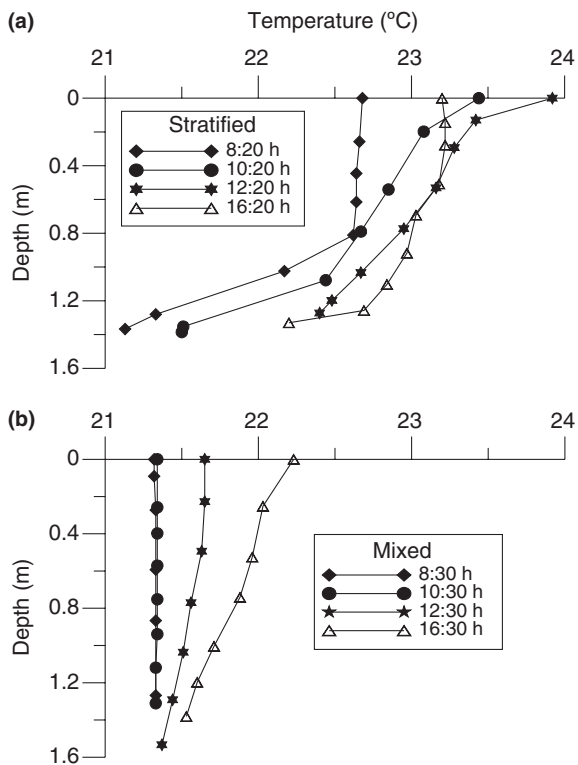 (a)
Temperature (ºC)
21 22 23 24
0
0.4
0.8
1.2
1.6
Depth (m)
Stratified
8:20 h
10:20 h
12:20 h
16:20 h
(b)
21 22 23 24
0
0.4
0.8
1.2
1.6
Depth (m)
Mixed
8:30 h
10:30 h
12:30 h
16:30 h